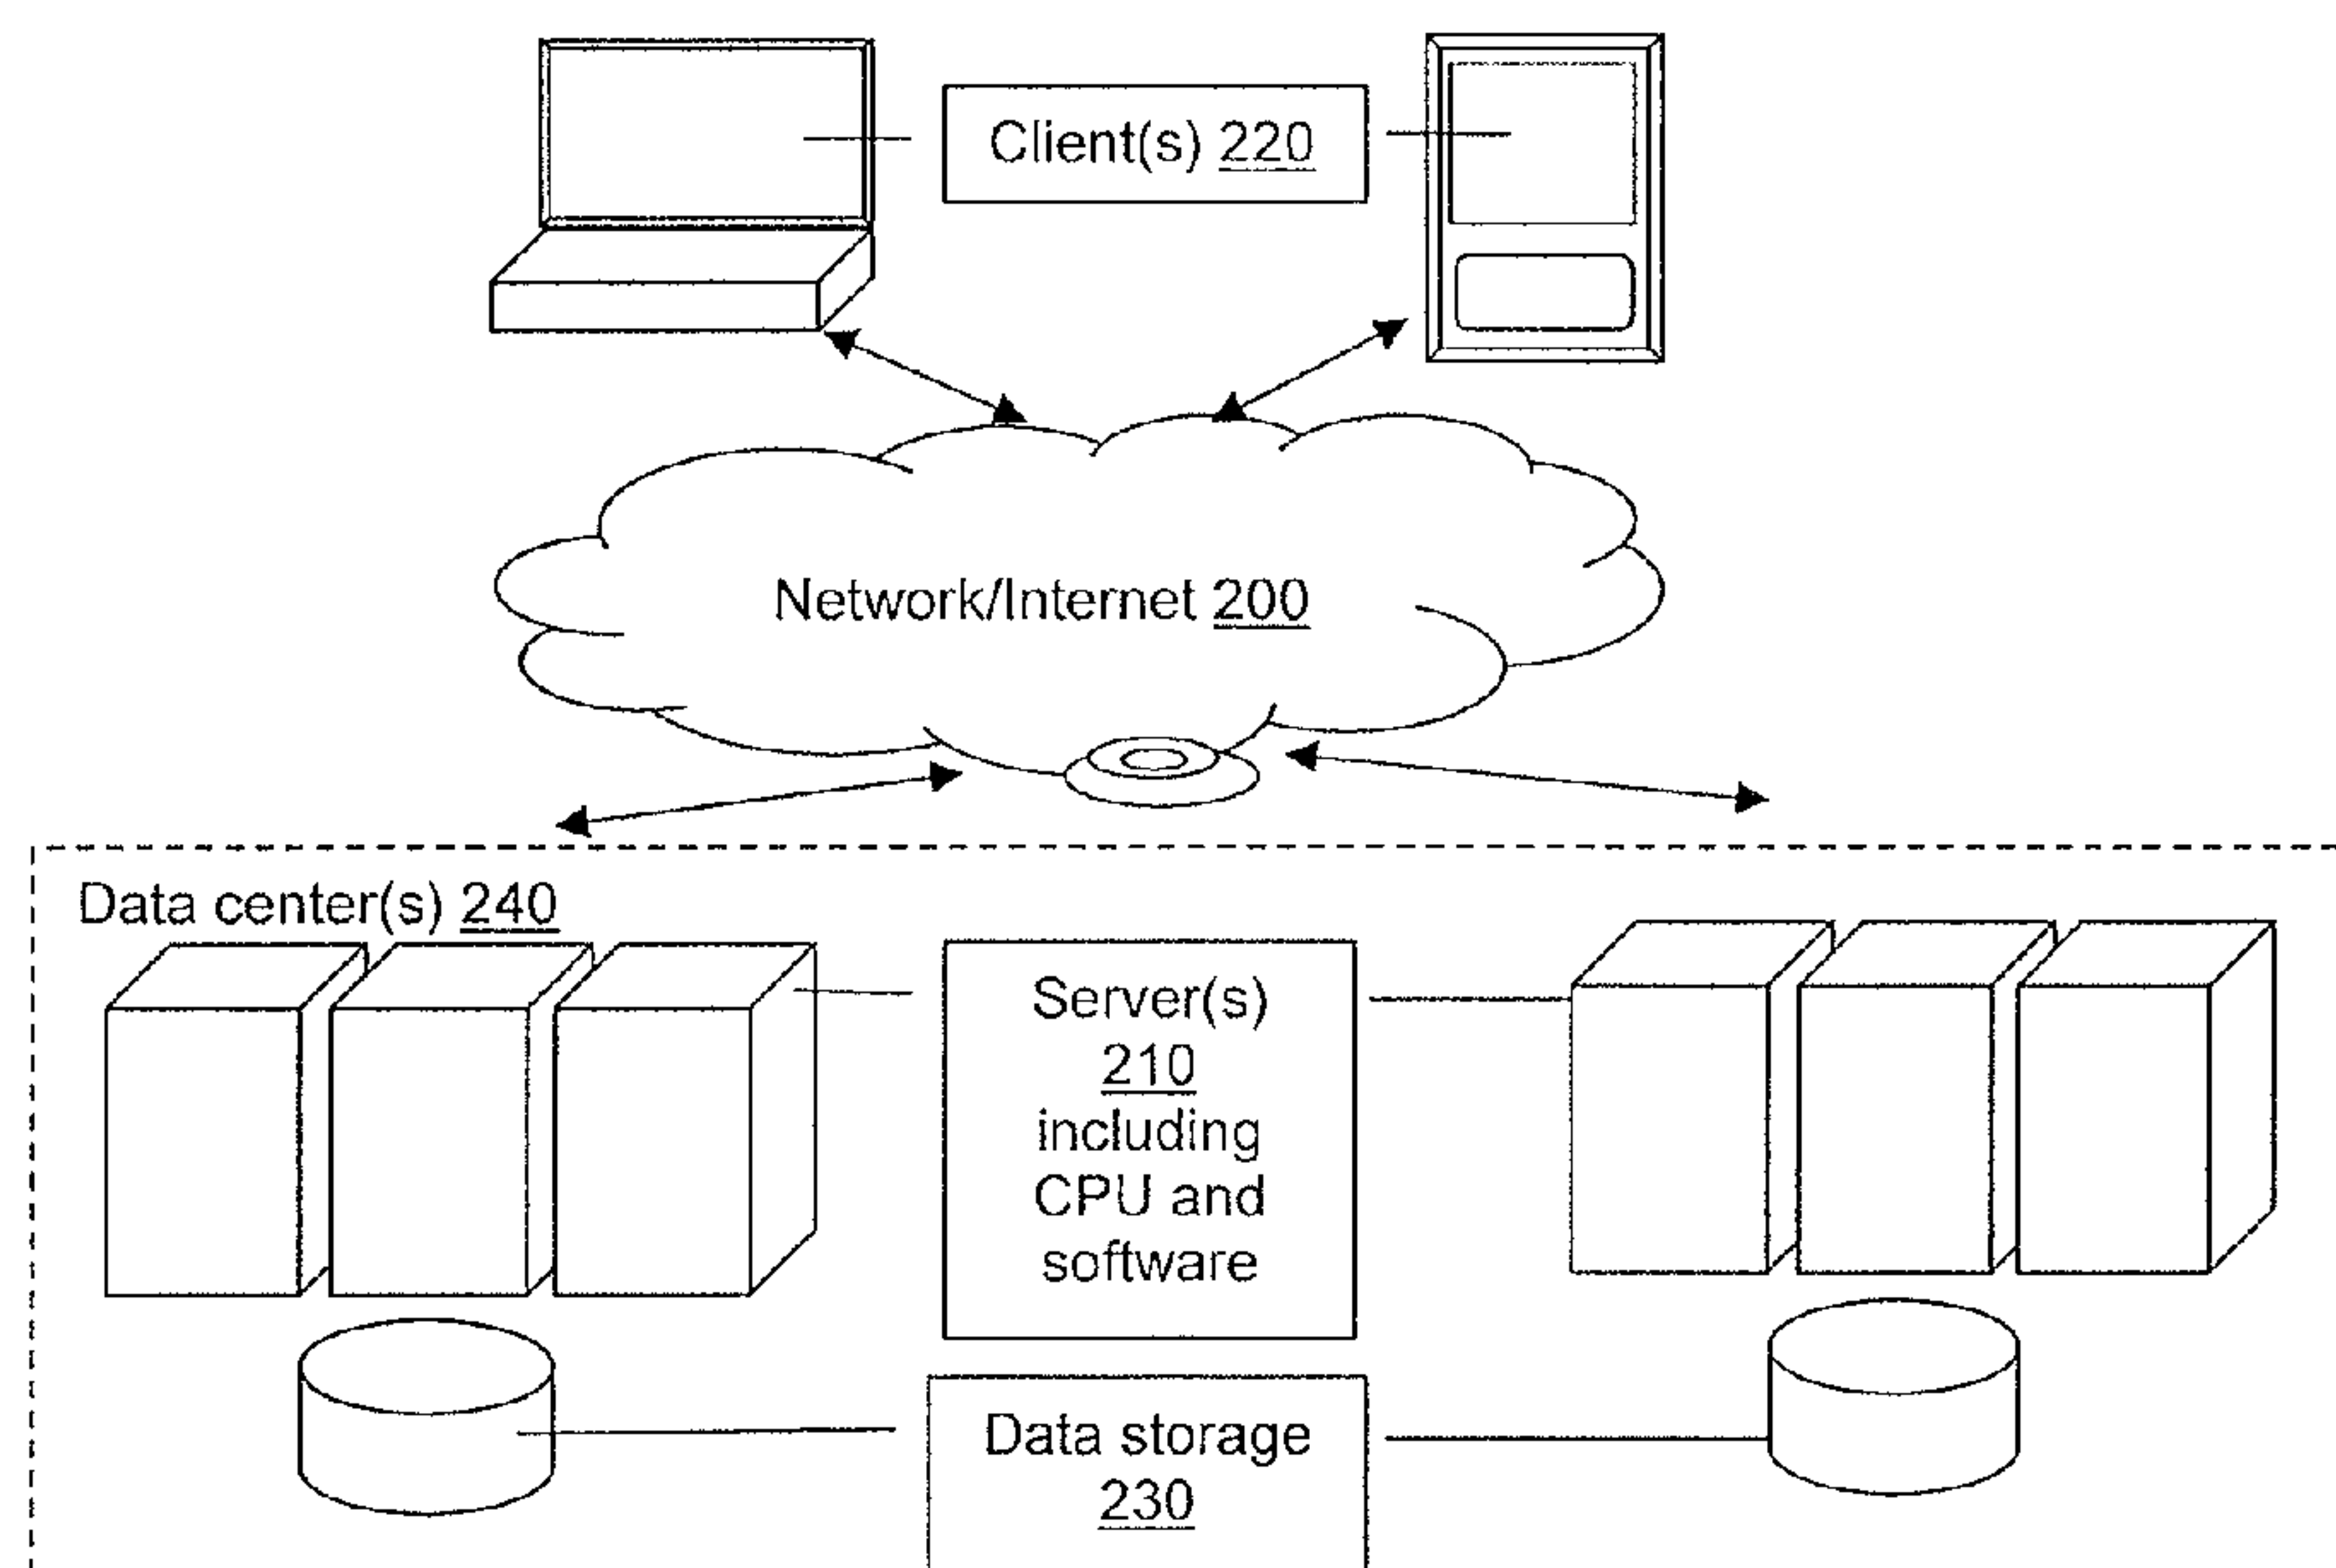 Client(s) 220
Network/Internet 200
Data center(s) 240
Server(s)
210
including
CPU and
software
Data storage
230